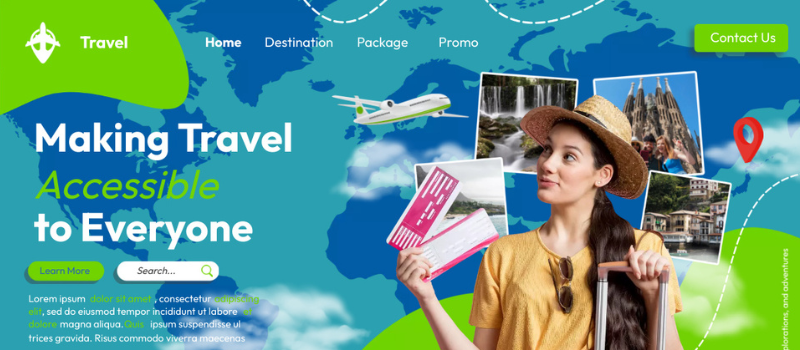 Travel
Home Destination Package Promo
Contact Us
Making Travel
Accessible
to Everyone
Learn More
Search...
Lorem ipsum dolor sit amet, consectetur adipiscing
elit, sed do eiusmod tempor incididunt ut labore et
dolore magna aliqua. Quis ipsum suspendisse ul
trices gravida. Risus commodo viverra maecenas
and adventures